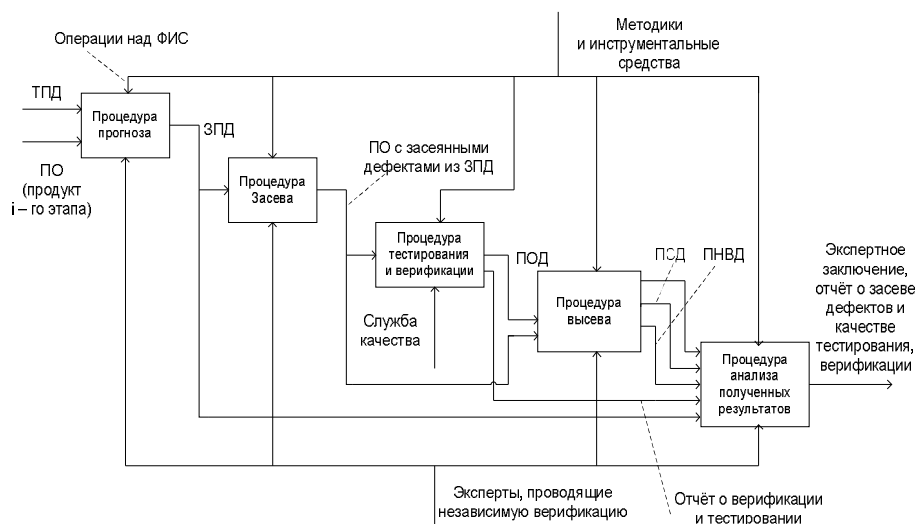 Методики
и инструментальные
средства
Операции над ФИС
ТПД
Процедура
прогноза
ЗПД
ПО
(продукт
i – го этапа)
ПО с засеянными
дефектами из ЗПД
Процедура
Засева
Процедура
тестирования
и верификации
ПОД
ПСД
ПНВД
Служба
качества
Процедура
высева
Экспертное
заключение,
отчёт о засеве
дефектов и
качестве
тестирования,
верификации
Процедура
анализа
полученных
результатов
Эксперты, проводящие
независимую верификацию
Отчёт о верификации
и тестировании